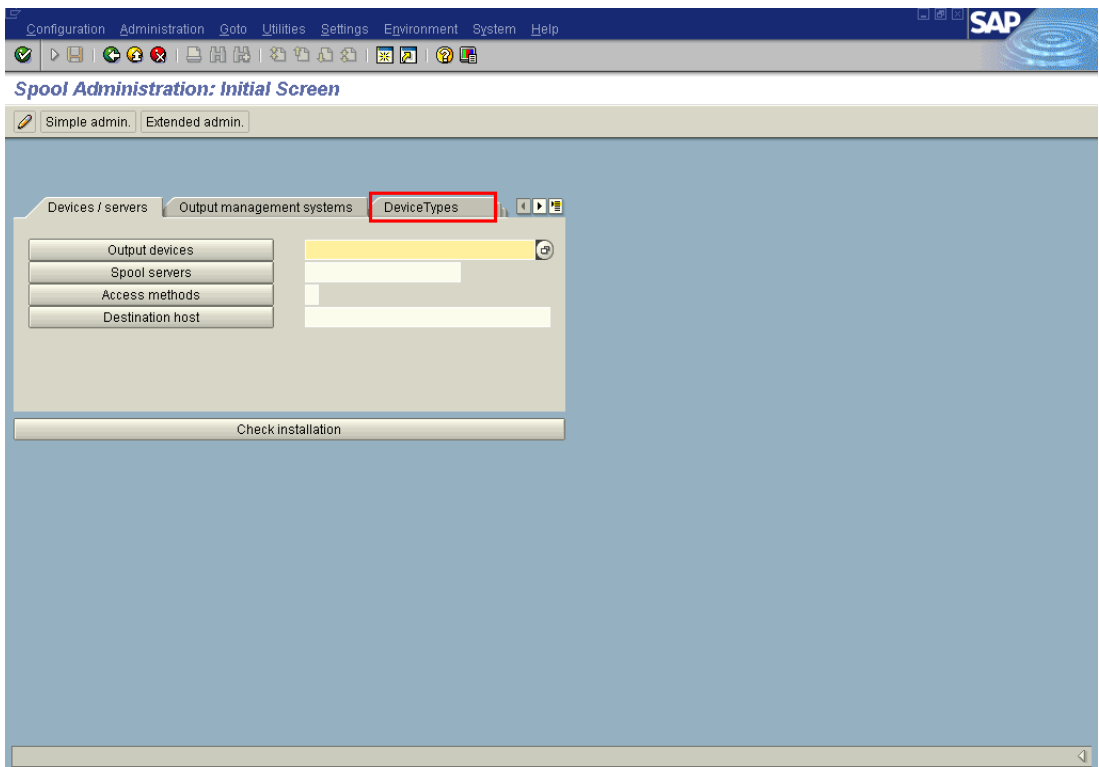 Configuration Administration Goto Utilities Settings Environment System Help
SAP
Spool Administration: Initial Screen
Simple admin. Extended admin.
Devices / servers Output management systems DeviceTypes
Output devices
Spool servers
Access methods
Destination host
Check installation